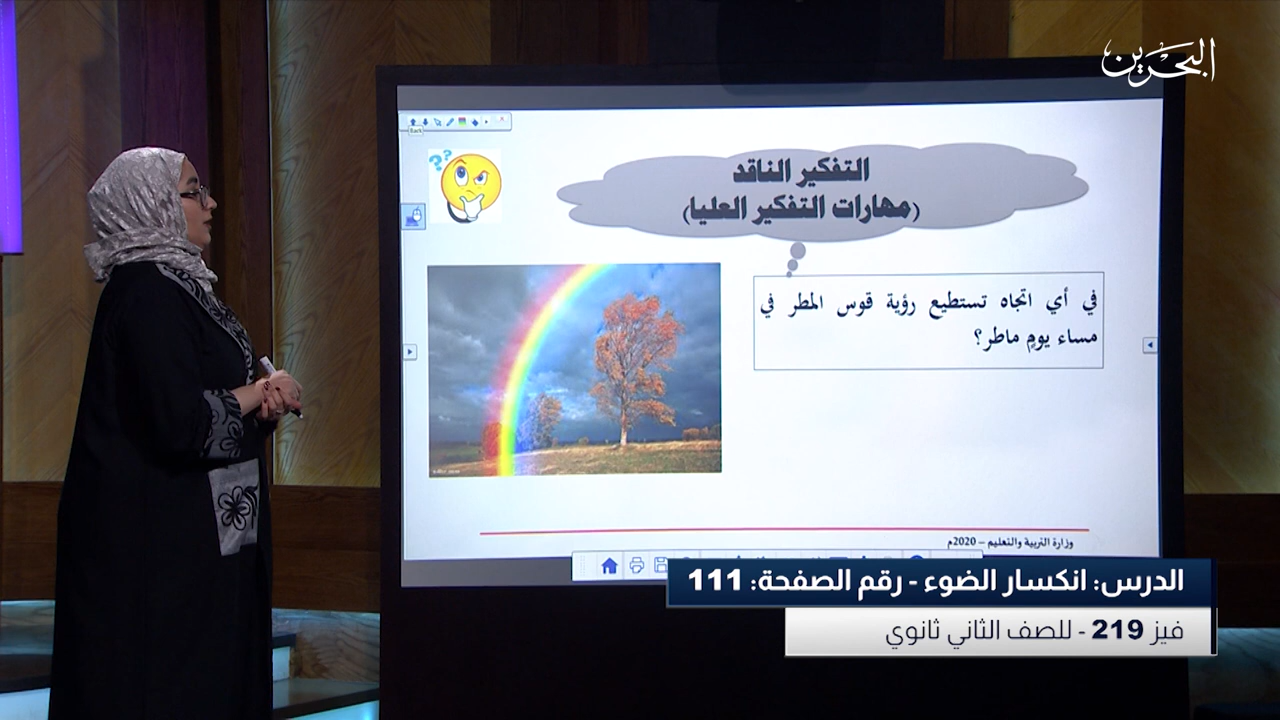 البحرين
Back
التفكير الناقد
(مهارات التفكير العليا)
في أي اتجاه تستطيع رؤية قوس المطر في
مساء يومٍ ماطر؟
وزارة التربية والتعليم – 2020م
الدرس: انكسار الضوء - رقم الصفحة: 111
فيز 219 - للصف الثاني ثانوي